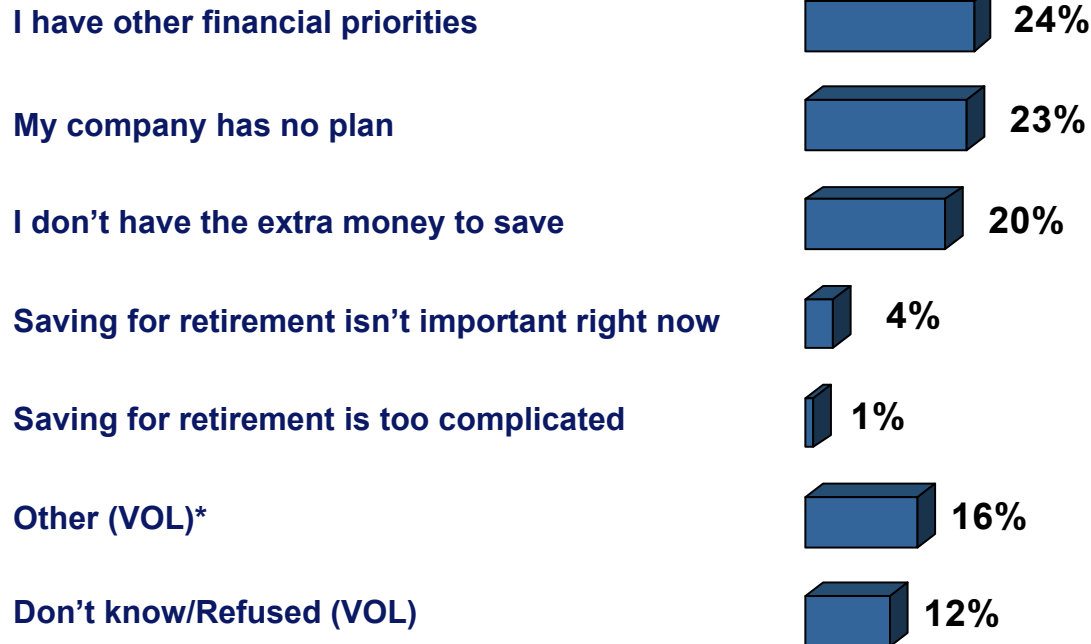 I have other financial priorities 24%
My company has no plan 23%
I don’t have the extra money to save 20%
Saving for retirement isn’t important right now 4%
Saving for retirement is too complicated 1%
Other (VOL)* 16%
Don’t know/Refused (VOL) 12%